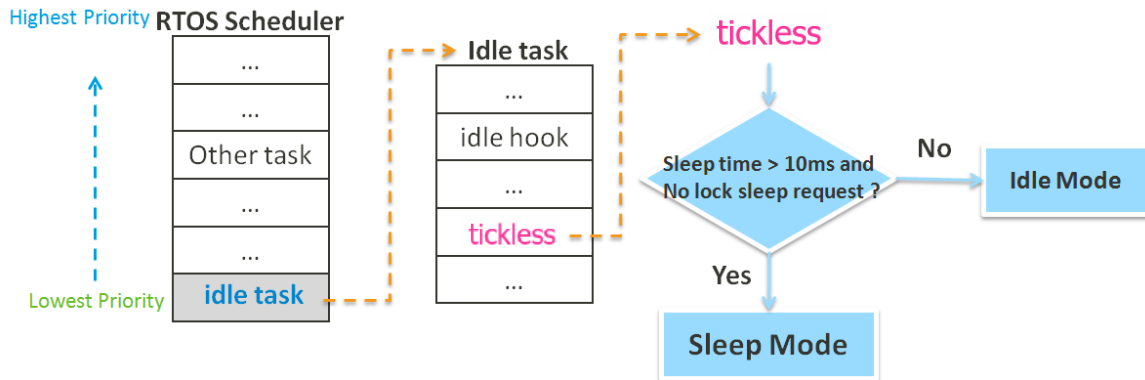 Highest Priority
RTOS Scheduler
...
...
Other task
...
...
idle task
Lowest Priority
Idle task
...
idle hook
...
tickless
...
tickless
Sleep time > 10ms and
No lock sleep request ?
No
Idle Mode
Yes
Sleep Mode